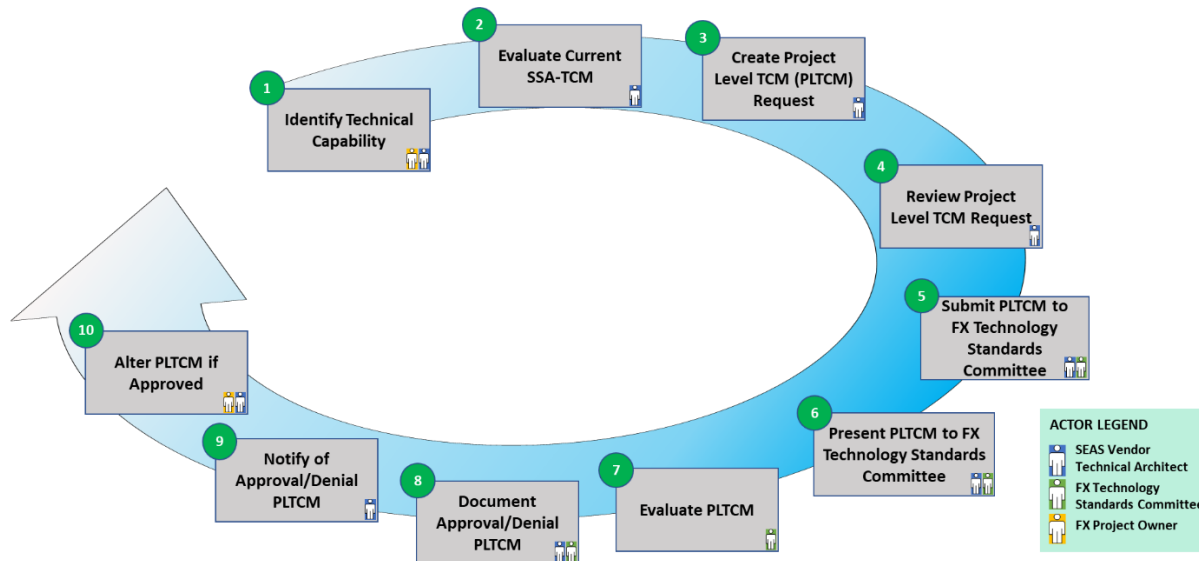 1
Identify Technical
Capability
2
Evaluate Current
SSA-TCM
3
Create Project
Level TCM (PLTCM)
Request
4
Review Project
Level TCM Request
5
Submit PLTCM to
FX Technology
Standards
Committee
6
Present PLTCM to FX
Technology Standards
Committee
7
Evaluate PLTCM
8
Document
Approval/Denial
PLTCM
9
Notify of
Approval/Denial
PLTCM
10
Alter PLTCM if
Approved
ACTOR LEGEND
SEAS Vendor
Technical Architect
FX Technology
Standards Committee
FX Project Owner